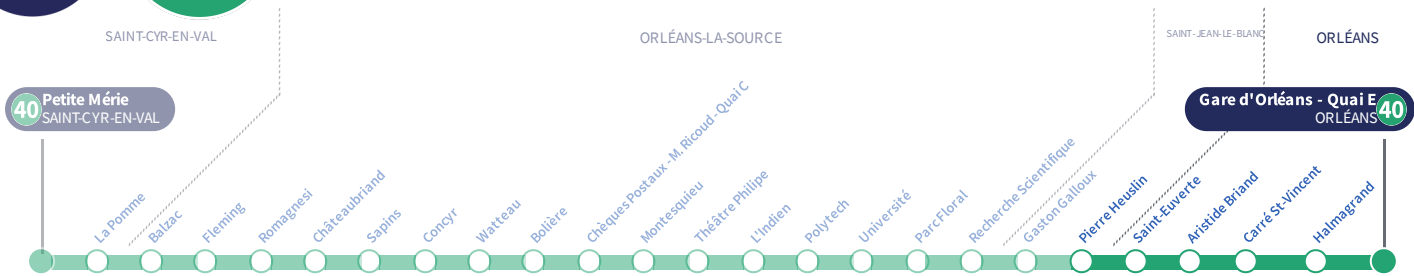 SAINT-CYR-EN-VAL
ORLÉANS-LA-SOURCE
SAINT-JEAN-LE-BLANC
ORLÉANS
40
Petite Mérie
SAINT-CYR-EN-VAL
Gare d'Orléans - Quai E
ORLÉANS
40
La Pomme
Balzac
Fleming
Romagnesi
Châteaubriand
Sapins
Concyr
Watteau
Bolière
Chèques Postaux - M. Ricoud - Quai C
Montesquieu
Théâtre Philipe
L'Indien
Polytech
Université
Parc Floral
Recherche Scientifique
Gaston Galloux
Pierre Heuslin
Saint-Euverte
Aristide Briand
Carré St-Vincent
Halmagrand